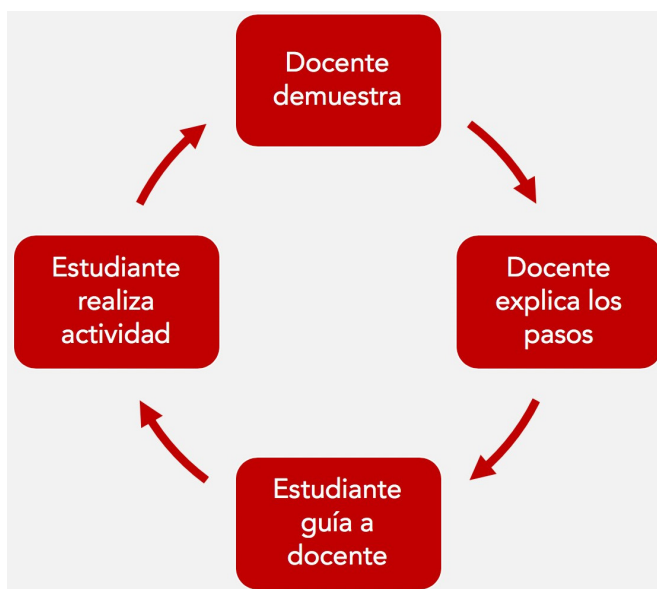 Docente
demuestra
Docente
explica los
pasos
Estudiante
guía a
docente
Estudiante
realiza
actividad